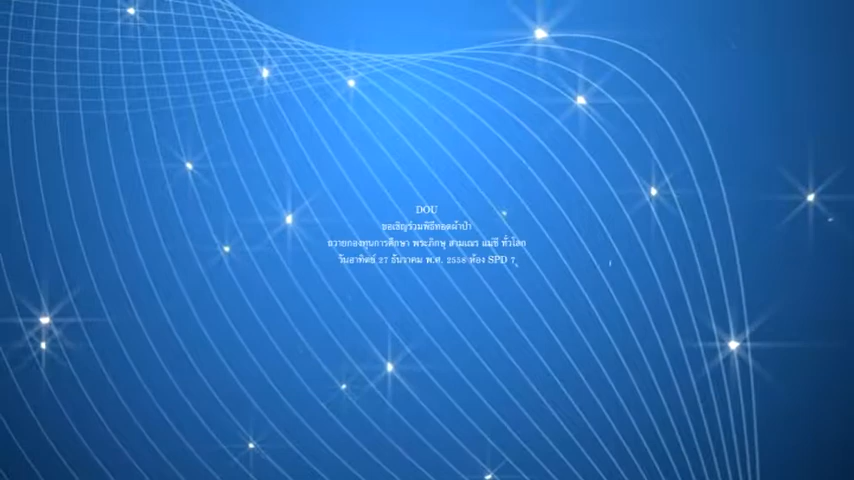 DOU
ขอเชิญร่วมพิธีทอดผ้าป่า
ถวายกองทุนการศึกษา พระภิกษุ สามเณร แม่ชี ทั่วโลก
วันอาทิตย์ 27 ธันวาคม พ.ศ. 2558 ห้อง SPD 7